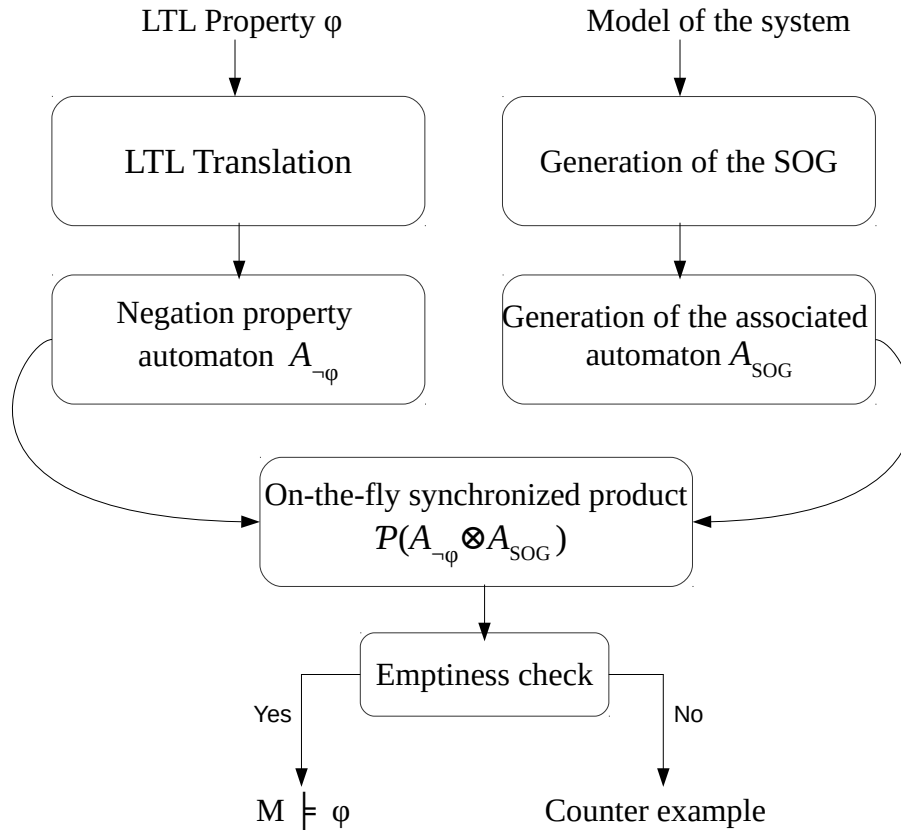 LTL Property φ
Model of the system
LTL Translation
Generation of the SOG
Negation property
automaton A¬φ
Generation of the associated
automaton ASOG
On-the-fly synchronized product
𝒫(A¬φ⊗ASOG)
Emptiness check
Yes
No
M ⊧ φ
Counter example